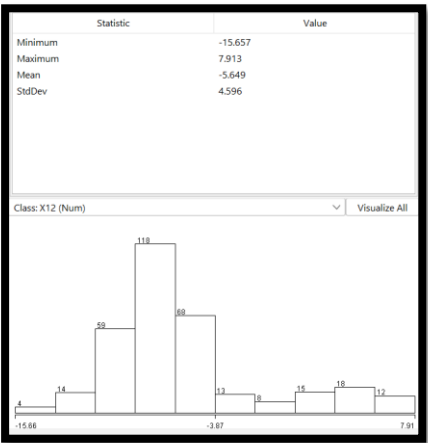 Statistic Value
Minimum -15.657
Maximum 7.913
Mean -5.649
StdDev 4.596
Class: X12 (Num) Visualize All
4 14 59 118 68 13 8 15 18 12
-15.66 -3.87 7.91